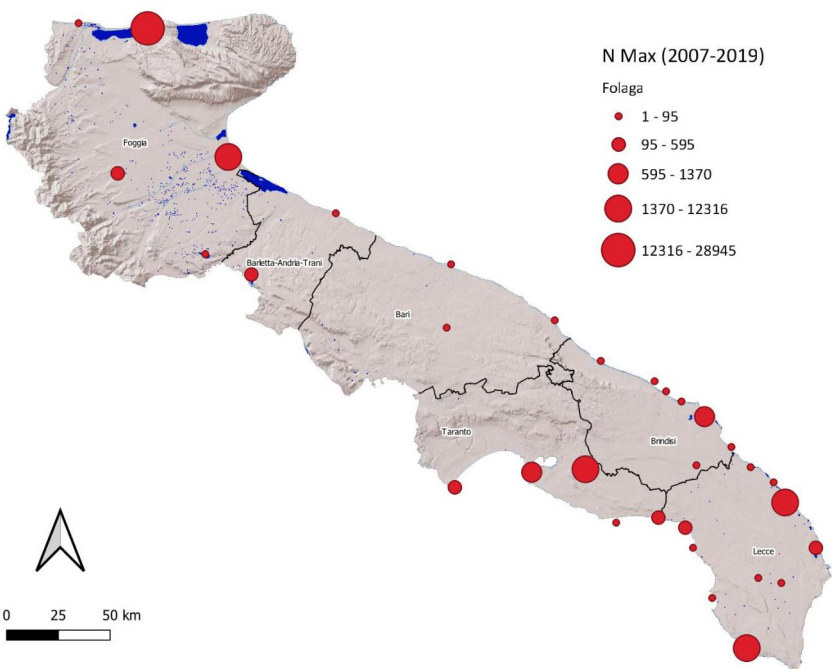 N Max (2007-2019)
Folaga
1 - 95
95 - 595
595 - 1370
1370 - 12316
12316 - 28945
Foggia
Barletta-Andria-Trani
Bari
Taranto
Brindisi
Lecce
0 25 50 km